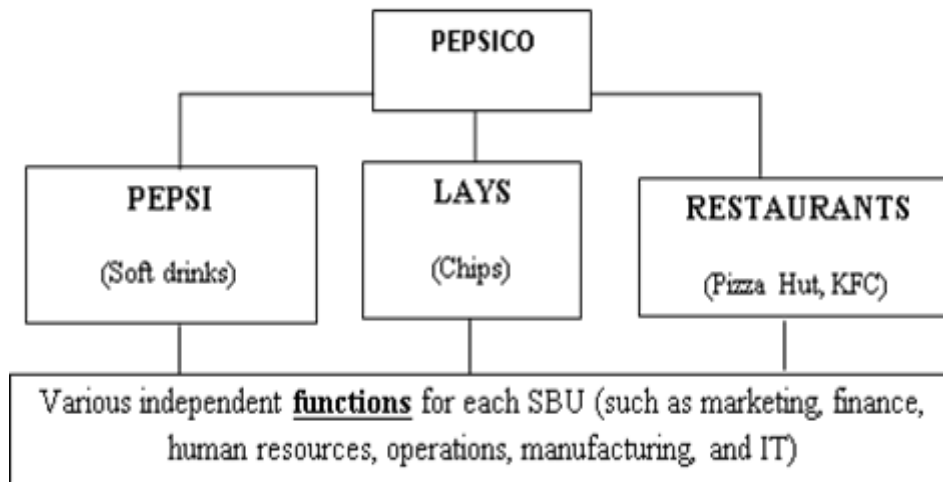 PEPSICO
PEPSI
(Soft drinks)
LAYS
(Chips)
RESTAURANTS
(Pizza Hut, KFC)
Various independent functions for each SBU (such as marketing, finance,
human resources, operations, manufacturing, and IT)